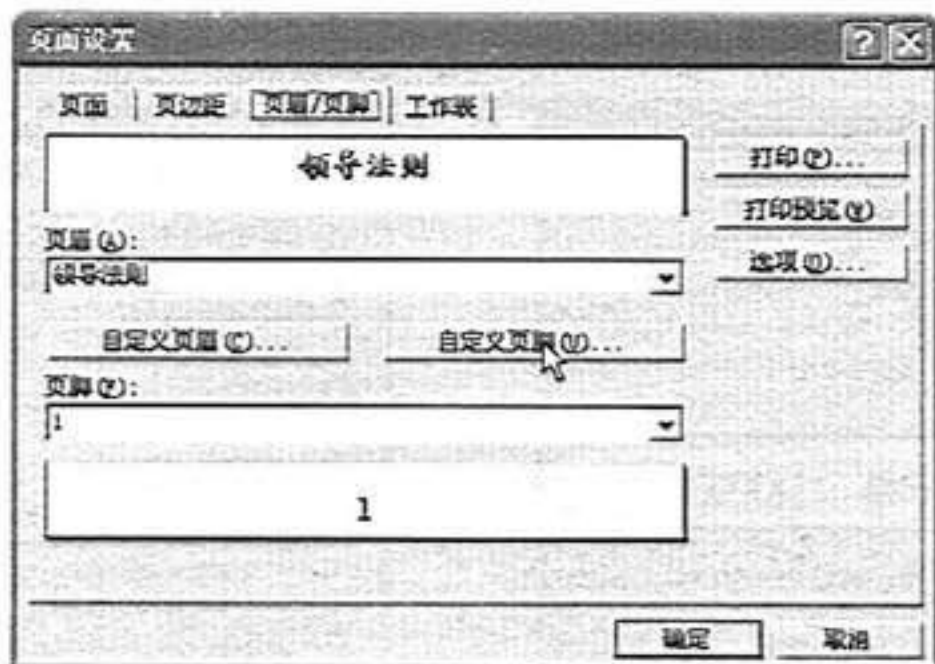 页面设置
页面 页边距 页眉/页脚 工作表
领导法则
打印(P)...
打印预览(W)
选项(O)...
页眉(A):
领导法则
自定义页眉(C)... 自定义页脚(U)...
页脚(F):
1
1
确定 取消